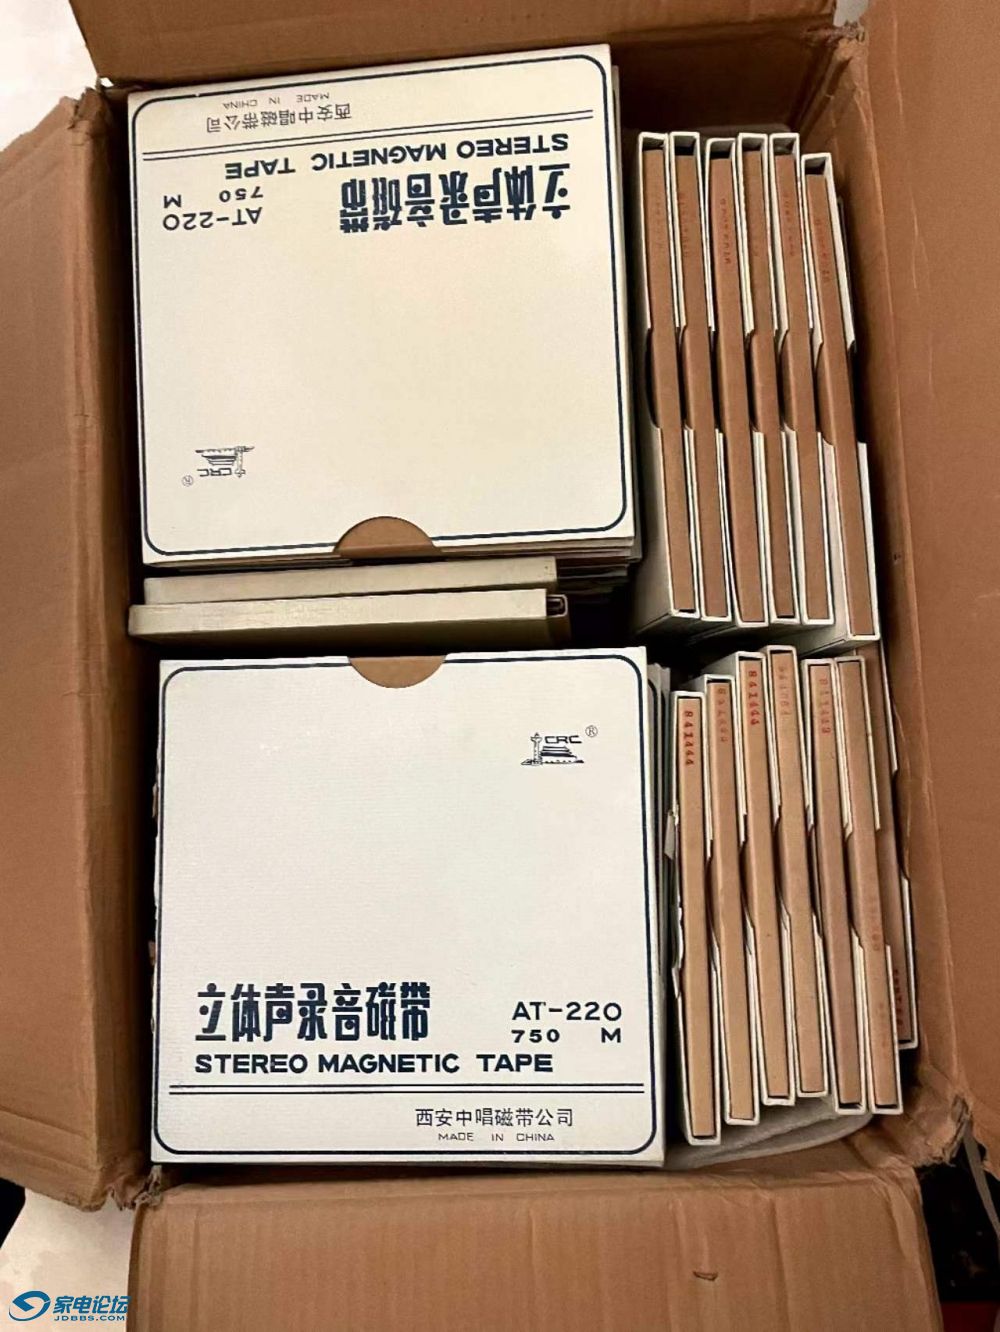 西安中唱磁带公司
MADE IN CHINA
立体声录音磁带
STEREO MAGNETIC TAPE
AT-220
750 M
CRC ®
CRC ®
立体声录音磁带
STEREO MAGNETIC TAPE
AT-220
750 M
西安中唱磁带公司
MADE IN CHINA
841444
841444
家电论坛
JDBBS.COM